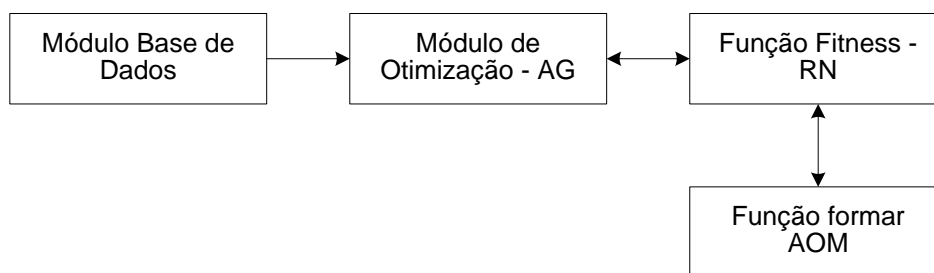 Módulo Base de
Dados
Módulo de
Otimização - AG
Função Fitness -
RN
Função formar
AOM